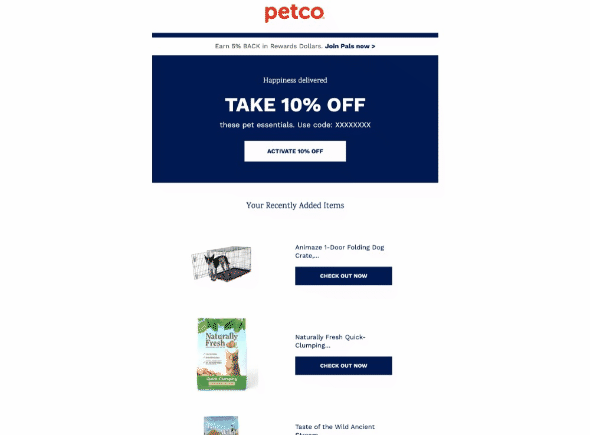 petco
Earn 5% BACK in Rewards Dollars. Join Pals now >
Happiness delivered
TAKE 10% OFF
these pet essentials. Use code: XXXXXXXX
ACTIVATE 10% OFF
Your Recently Added Items
Animaze 1-Door Folding Dog
Crate,...
CHECK OUT NOW
Naturally
Fresh
Quick-Clumping
Naturally Fresh Quick-
Clumping...
CHECK OUT NOW
Taste of the Wild Ancient